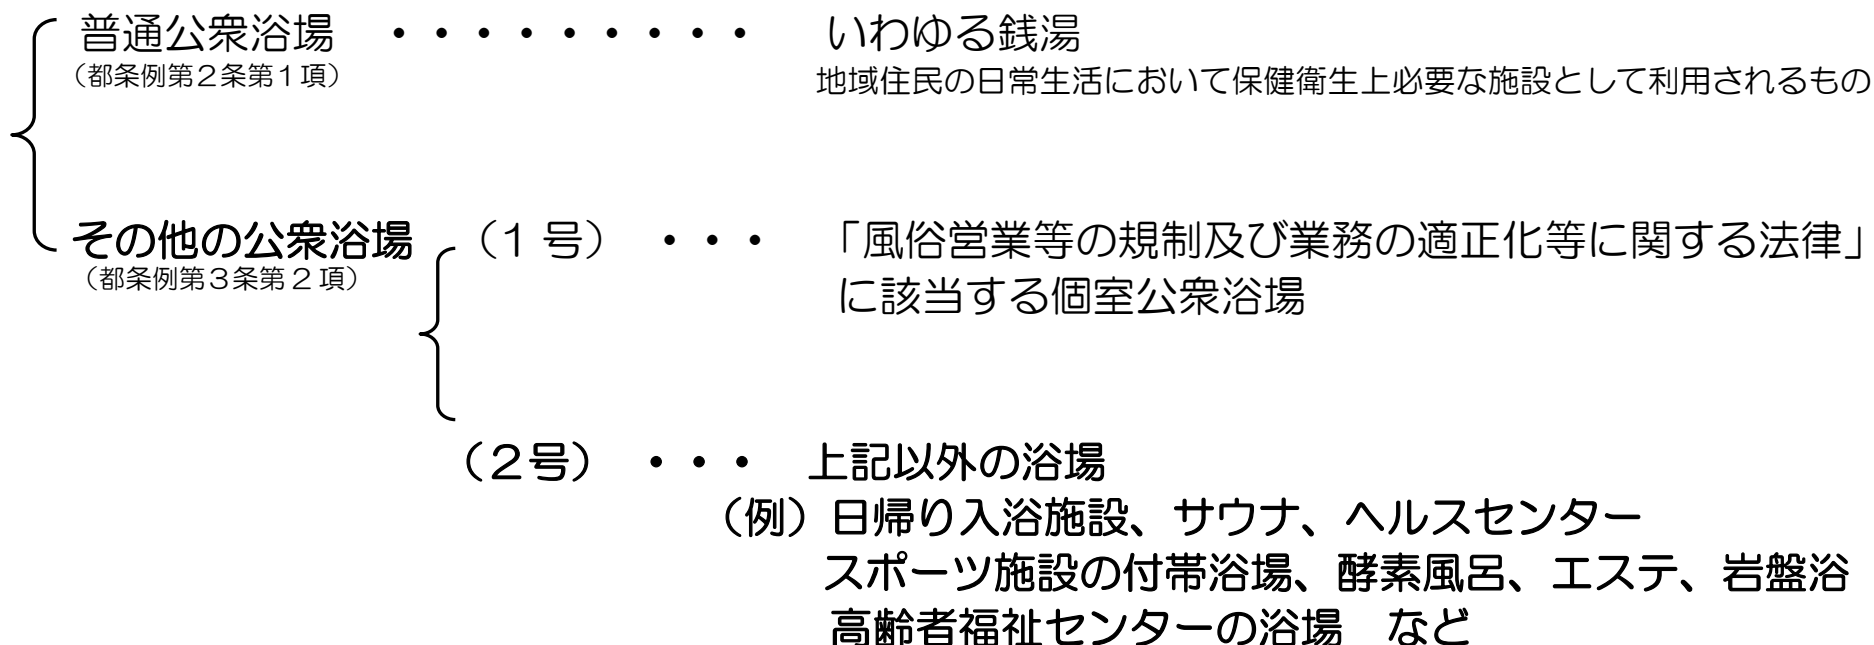 普通公衆浴場 ・・・・・・・・・ いわゆる銭湯
（都条例第２条第１項） 地域住民の日常生活において保健衛生上必要な施設として利用されるもの
その他の公衆浴場 （1 号） ・・・ 「風俗営業等の規制及び業務の適正化等に関する法律」
（都条例第３条第２項） に該当する個室公衆浴場
（２号） ・・・ 上記以外の浴場
（例）日帰り入浴施設、サウナ、ヘルスセンター
スポーツ施設の付帯浴場、酵素風呂、エステ、岩盤浴
高齢者福祉センターの浴場 など